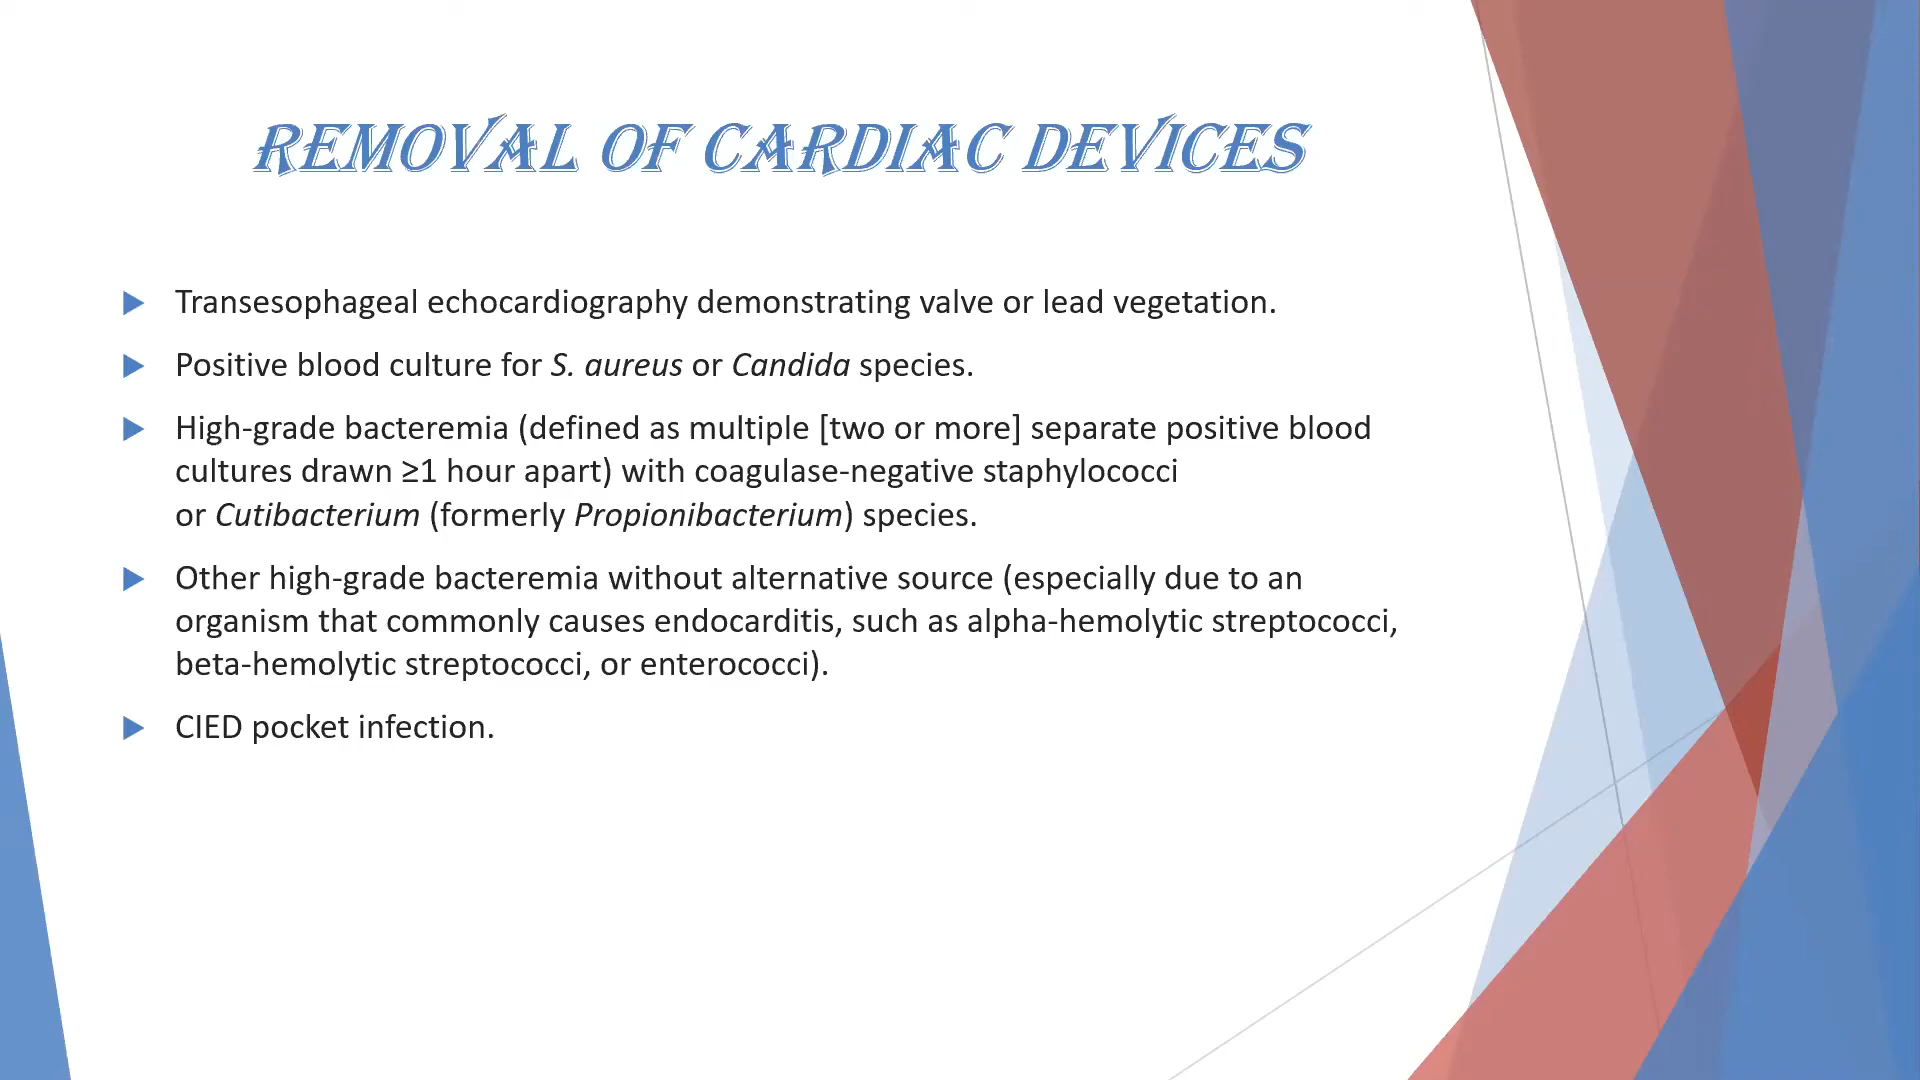 REMOVAL OF CARDIAC DEVICES
Transesophageal echocardiography demonstrating valve or lead vegetation.
Positive blood culture for S. aureus or Candida species.
High-grade bacteremia (defined as multiple [two or more] separate positive blood
cultures drawn ≥1 hour apart) with coagulase-negative staphylococci
or Cutibacterium (formerly Propionibacterium) species.
Other high-grade bacteremia without alternative source (especially due to an
organism that commonly causes endocarditis, such as alpha-hemolytic streptococci,
beta-hemolytic streptococci, or enterococci).
CIED pocket infection.